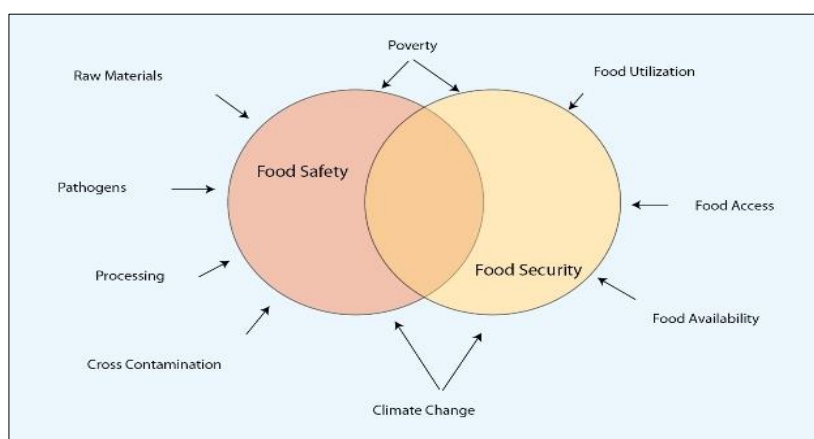 Poverty
Raw Materials
Food Utilization
Food Safety
Pathogens
Food Access
Processing
Food Security
Food Availability
Cross Contamination
Climate Change